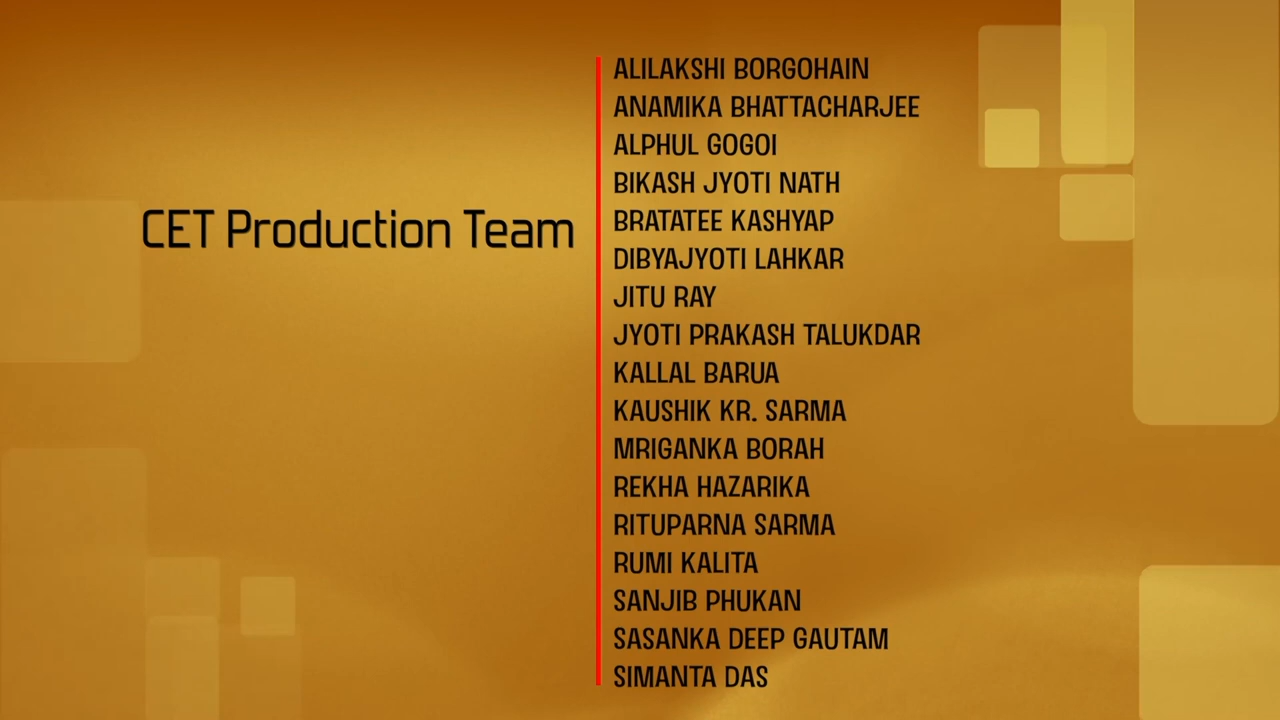 CET Production Team
ALILAKSHI BORGOHAIN
ANAMIKA BHATTACHARJEE
ALPHUL GOGOI
BIKASH JYOTI NATH
BRATATEE KASHYAP
DIBYAJYOTI LAHKAR
JITU RAY
JYOTI PRAKASH TALUKDAR
KALLAL BARUA
KAUSHIK KR. SARMA
MRIGANKA BORAH
REKHA HAZARIKA
RITUPARNA SARMA
RUMI KALITA
SANJIB PHUKAN
SASANKA DEEP GAUTAM
SIMANTA DAS